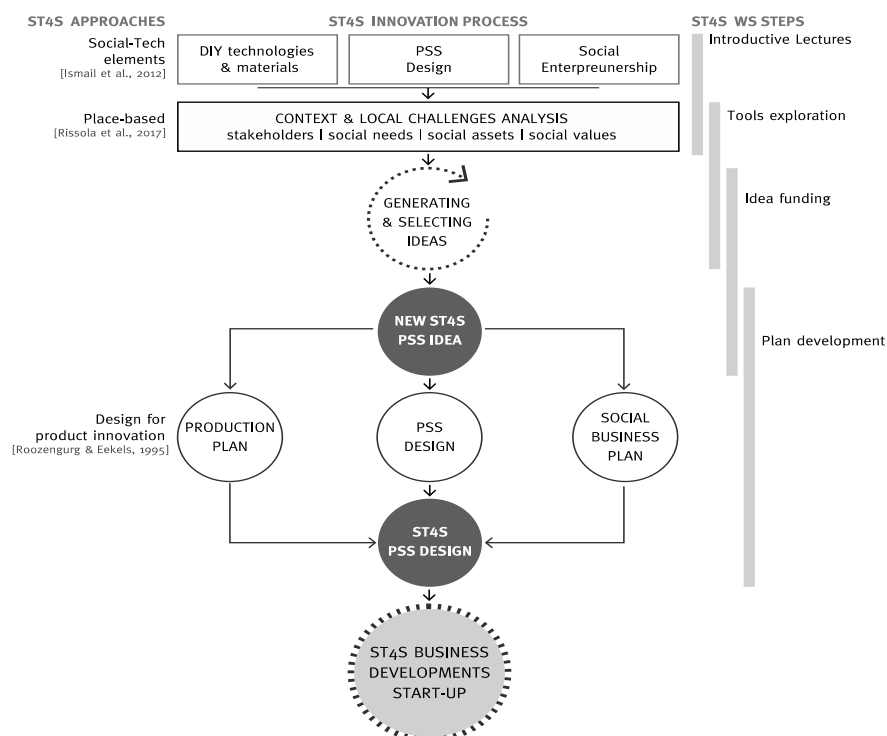 ST4S APPROACHES
ST4S INNOVATION PROCESS
ST4S WS STEPS
Social-Tech
elements
[Ismail et al., 2012]
DIY technologies
& materials
PSS
Design
Social
Enterpreunership
Introductive Lectures
Place-based
[Rissola et al., 2017]
CONTEXT & LOCAL CHALLENGES ANALYSIS
stakeholders | social needs | social assets | social values
Tools exploration
GENERATING
& SELECTING
IDEAS
Idea funding
NEW ST4S
PSS IDEA
Plan development
Design for
product innovation
[Roozengurg & Eekels, 1995]
PRODUCTION
PLAN
PSS
DESIGN
SOCIAL
BUSINESS
PLAN
ST4S
PSS DESIGN
ST4S BUSINESS
DEVELOPMENTS
START-UP